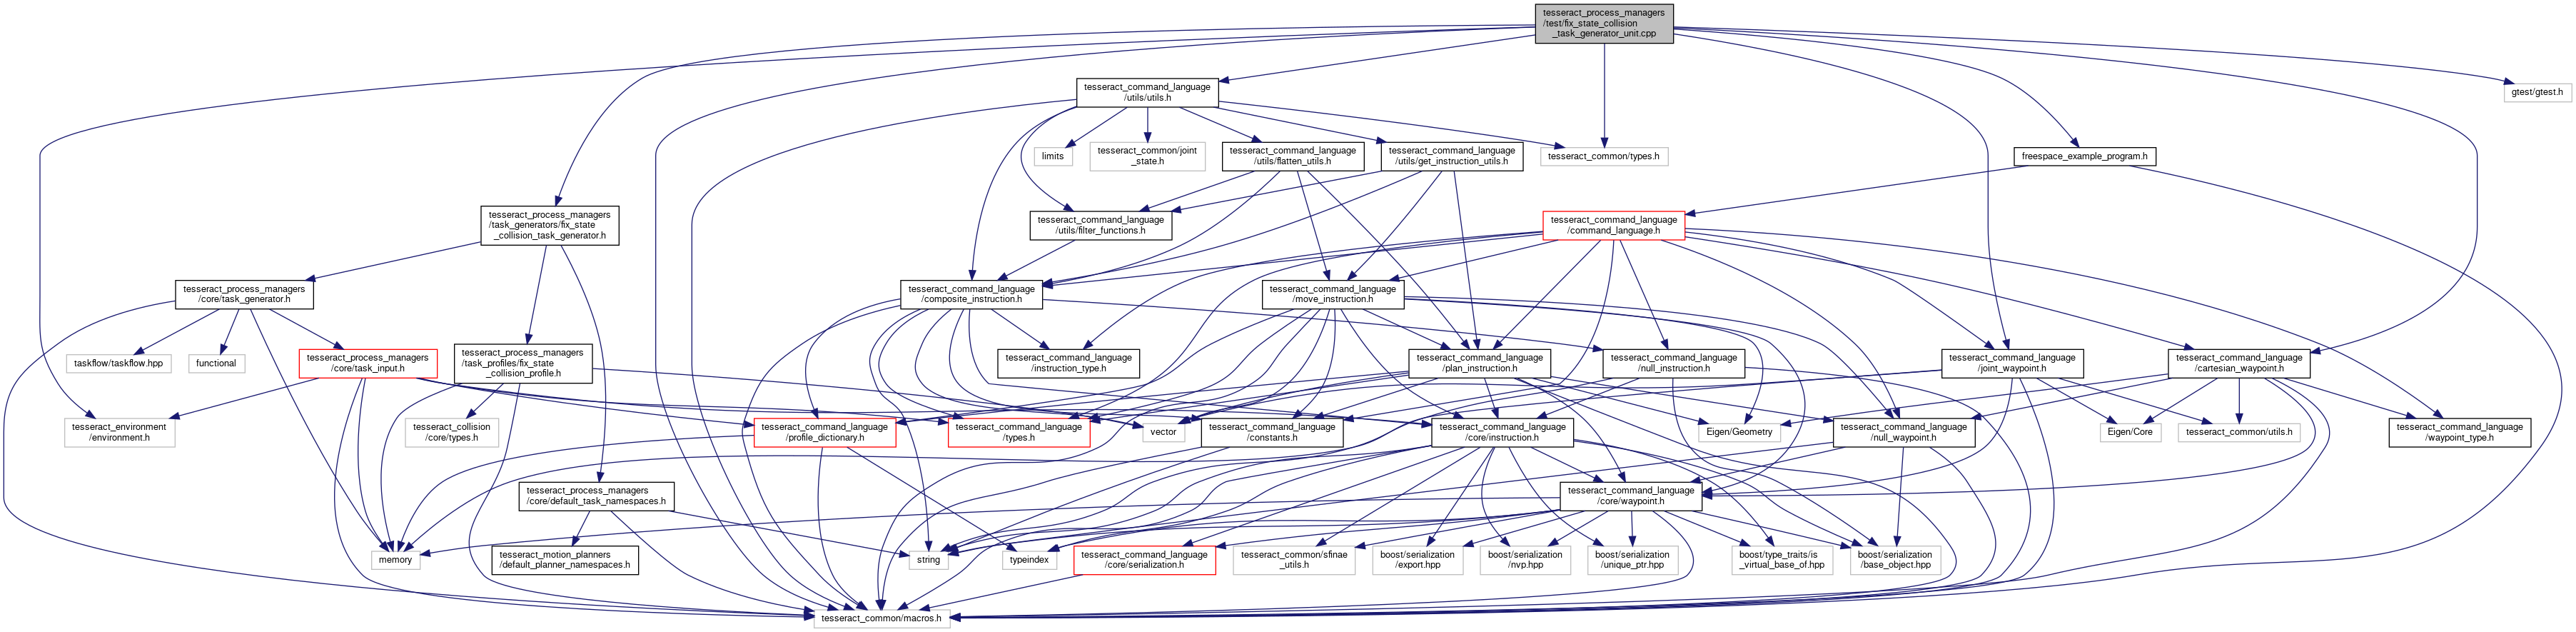 tesseract_process_managers
/test/fix_state_collision
_task_generator_unit.cpp
tesseract_command_language
/utils/utils.h
gtest/gtest.h
limits
tesseract_common/joint
_state.h
tesseract_command_language
/utils/flatten_utils.h
tesseract_command_language
/utils/get_instruction_utils.h
tesseract_common/types.h
freespace_example_program.h
tesseract_process_managers
/task_generators/fix_state
_collision_task_generator.h
tesseract_command_language
/utils/filter_functions.h
tesseract_command_language
/command_language.h
tesseract_process_managers
/core/task_generator.h
tesseract_command_language
/composite_instruction.h
tesseract_command_language
/move_instruction.h
taskflow/taskflow.hpp
functional
tesseract_process_managers
/core/task_input.h
tesseract_process_managers
/task_profiles/fix_state
_collision_profile.h
tesseract_command_language
/instruction_type.h
tesseract_command_language
/plan_instruction.h
tesseract_command_language
/null_instruction.h
tesseract_command_language
/joint_waypoint.h
tesseract_command_language
/cartesian_waypoint.h
tesseract_environment
/environment.h
tesseract_collision
/core/types.h
tesseract_command_language
/profile_dictionary.h
tesseract_command_language
/types.h
vector
tesseract_command_language
/constants.h
tesseract_command_language
/core/instruction.h
Eigen/Geometry
tesseract_command_language
/null_waypoint.h
Eigen/Core
tesseract_common/utils.h
tesseract_command_language
/waypoint_type.h
tesseract_process_managers
/core/default_task_namespaces.h
tesseract_command_language
/core/waypoint.h
tesseract_motion_planners
/default_planner_namespaces.h
memory
string
typeindex
tesseract_command_language
/core/serialization.h
tesseract_common/sfinae
_utils.h
boost/serialization
/export.hpp
boost/serialization
/nvp.hpp
boost/serialization
/unique_ptr.hpp
boost/type_traits/is
_virtual_base_of.hpp
boost/serialization
/base_object.hpp
tesseract_common/macros.h